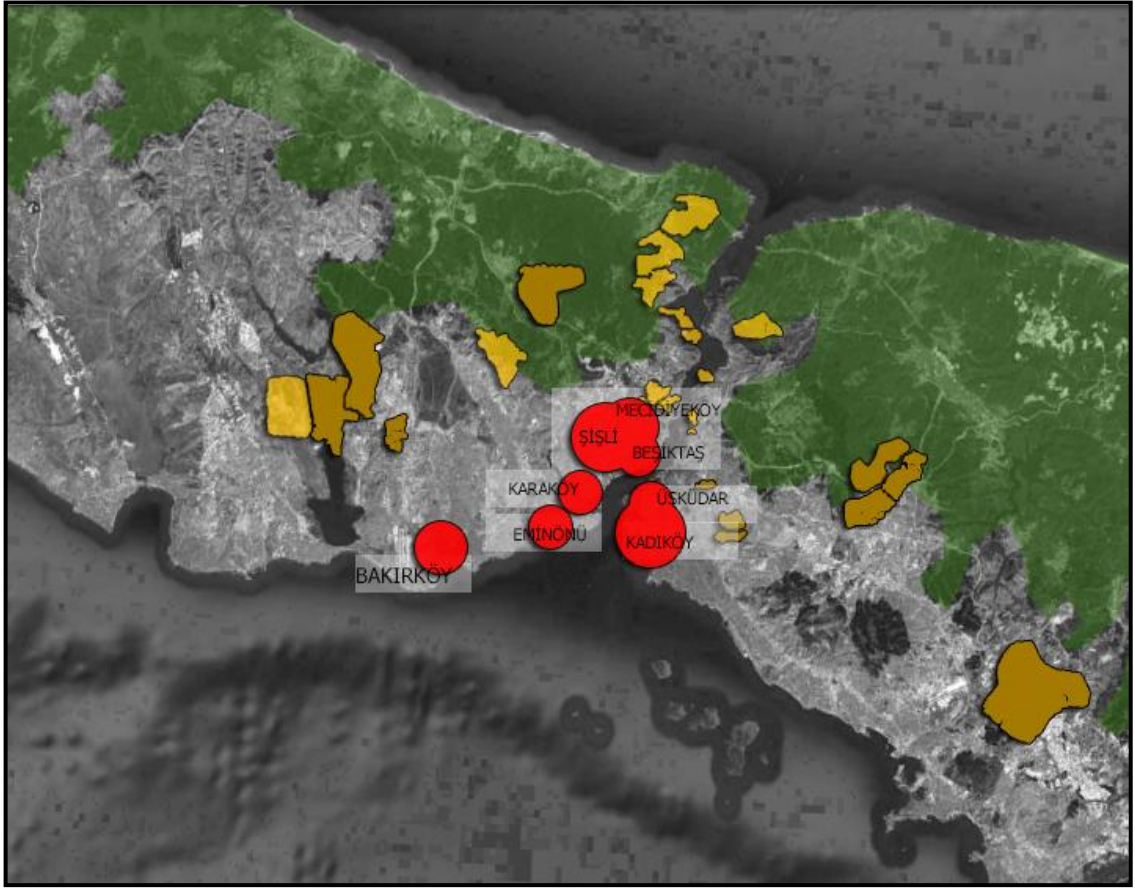 MECİDİYEKÖY
ŞİŞLİ
BEŞİKTAŞ
KARAKÖY
ÜSKÜDAR
EMİNÖNÜ
KADIKÖY
BAKIRKÖY